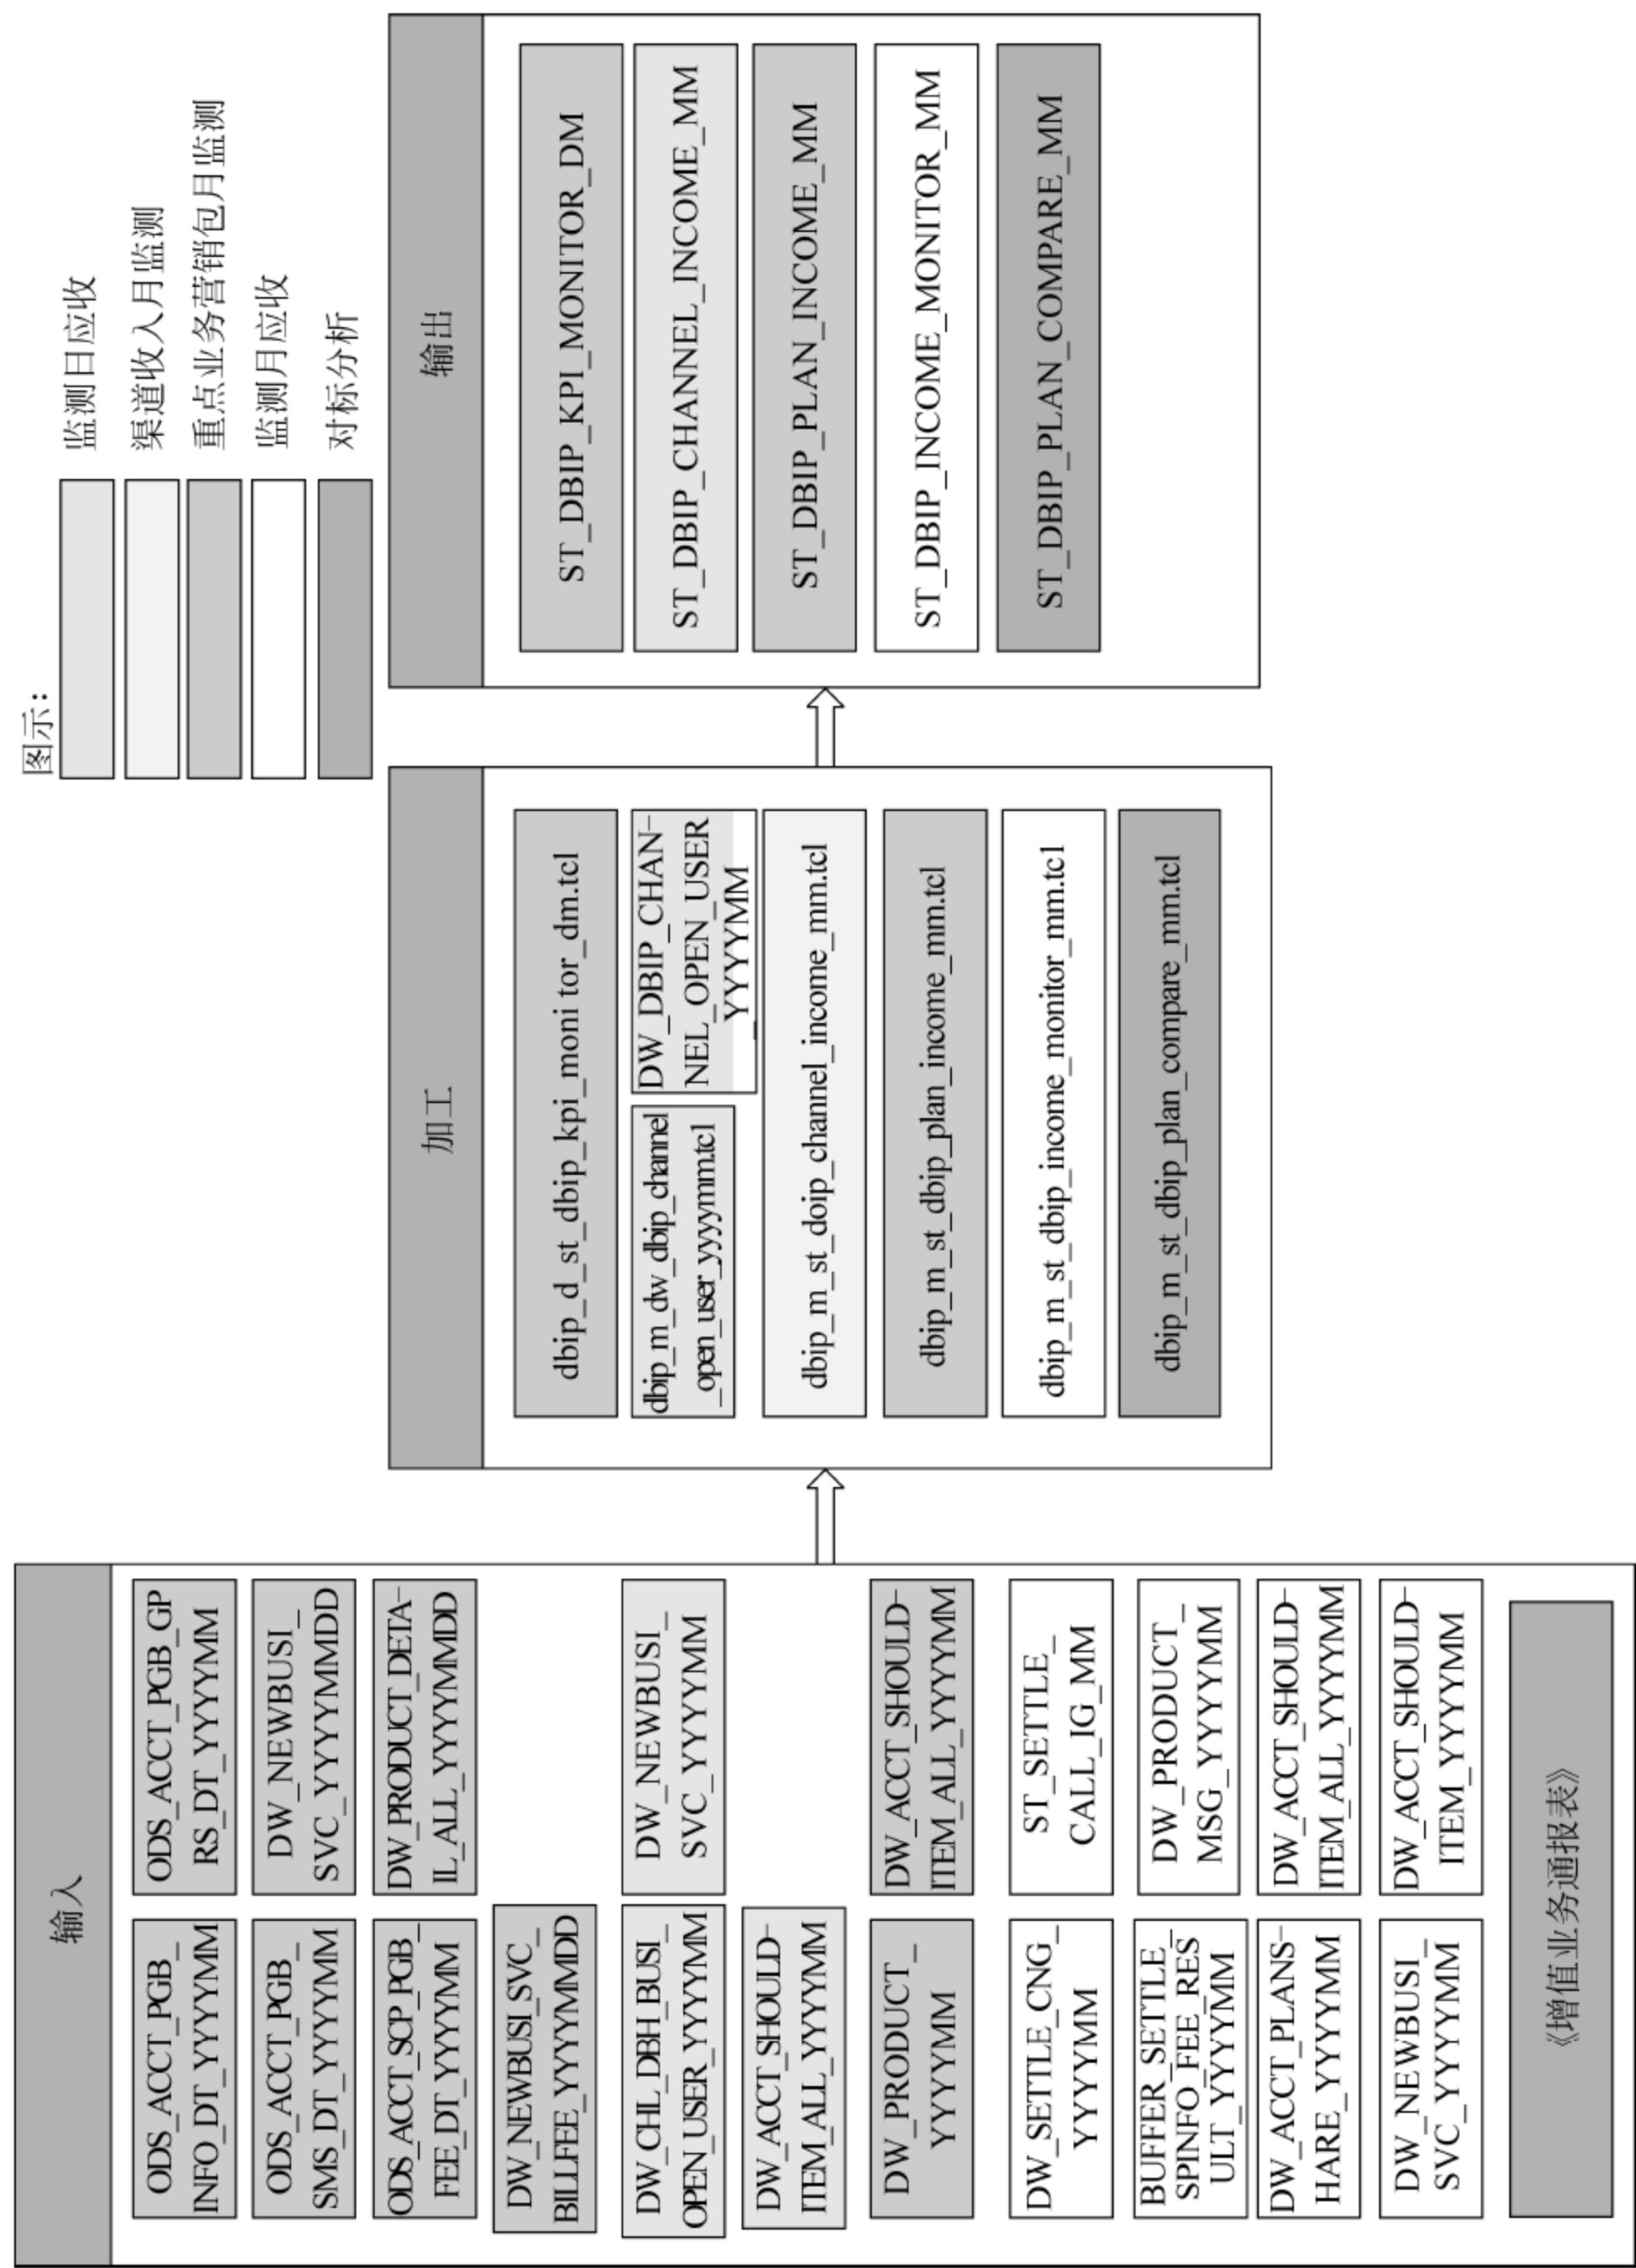 图示：
监测日应收
渠道收入月监测
重点业务营销包月监测
监测月应收
对标分析
输入
ODS_ACCT_PGB_
INFO_DT_YYYYMM
ODS_ACCT_PGB_GP
RS_DT_YYYYMM
ODS_ACCT_PGB_
SMS_DT_YYYYMM
DW_NEWBUSI_
SVC_YYYYMMDD
ODS_ACCT_SCP_PGB_
FEE_DT_YYYYMM
DW_PRODUCT_DETA-
IL_ALL_YYYYMMDD
DW_NEWBUSI_SVC_
BILLFEE_YYYYMMDD
DW_CHL_DBH_BUSI_
OPEN_USER_YYYYMM
DW_NEWBUSI_
SVC_YYYYMM
DW_ACCT_SHOULD-
ITEM_ALL_YYYYMM
DW_PRODUCT_
YYYYMM
DW_ACCT_SHOULD-
ITEM_ALL_YYYYMM
DW_SETTLE_CNG_
YYYYMM
ST_SETTLE_
CALL_IG_MM
BUFFER_SETTLE_
SPINFO_FEE_RES_
ULT_YYYYMM
DW_PRODUCT_
MSG_YYYYMM
DW_ACCT_PLANS-
HARE_YYYYMM
DW_ACCT_SHOULD-
ITEM_ALL_YYYYMM
DW_NEWBUSI_
SVC_YYYYMM
DW_ACCT_SHOULD-
ITEM_YYYYMM
《增值业务通报表》
加工
dbip_d_st_dbip_kpi_moni tor_dm.tcl
dbip_m_dw_dbip_channel
_open_user_yyyymm.tcl
DW_DBIP_CHAN-
NEL_OPEN_USER
_YYYYMM
dbip_m_st_doip_channel_income_mm.tcl
dbip_m_st_dbip_plan_income_mm.tcl
dbip_m_st_dbip_income_monitor_mm.tcl
dbip_m_st_dbip_plan_compare_mm.tcl
输出
ST_DBIP_KPI_MONITOR_DM
ST_DBIP_CHANNEL_INCOME_MM
ST_DBIP_PLAN_INCOME_MM
ST_DBIP_INCOME_MONITOR_MM
ST_DBIP_PLAN_COMPARE_MM